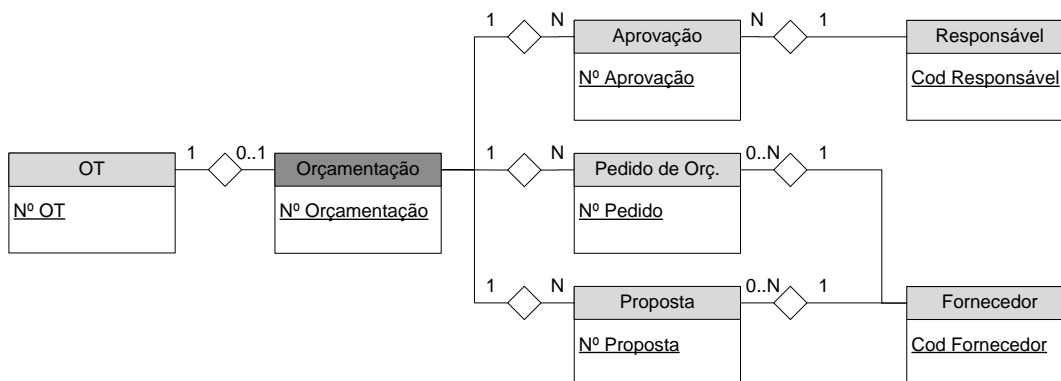 1 N Aprovação N 1 Responsável
Nº Aprovação Cod Responsável
OT 1 0..1 Orçamentação 1 N Pedido de Orç. 0..N 1
Nº OT Nº Orçamentação Nº Pedido
1 N Proposta 0..N 1 Fornecedor
Nº Proposta Cod Fornecedor